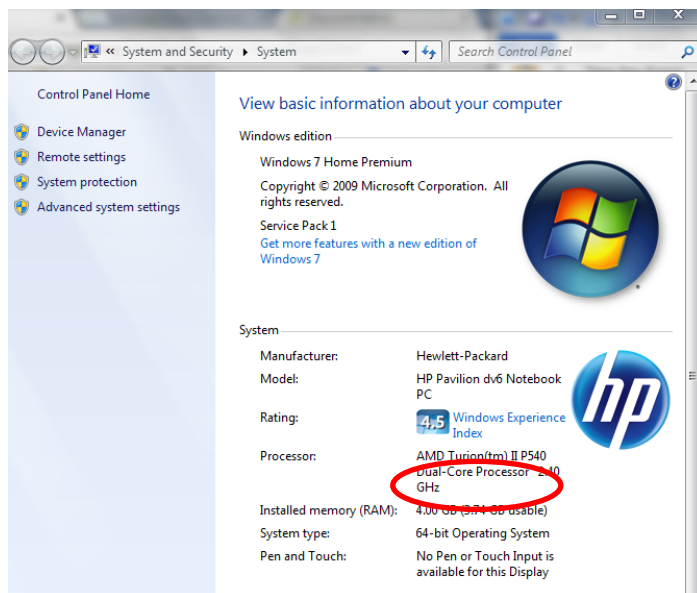 « System and Security ▸ System
Search Control Panel
Control Panel Home
Device Manager
Remote settings
System protection
Advanced system settings
View basic information about your computer
Windows edition
Windows 7 Home Premium
Copyright © 2009 Microsoft Corporation. All
rights reserved.
Service Pack 1
Get more features with a new edition of
Windows 7
System
Manufacturer: Hewlett-Packard
Model: HP Pavilion dv6 Notebook
PC
Rating: 4,5 Windows Experience
Index
Processor: AMD Turion(tm) II P540
Dual-Core Processor 2.40
GHz
Installed memory (RAM): 4.00 GB (3.74 GB usable)
System type: 64-bit Operating System
Pen and Touch: No Pen or Touch Input is
available for this Display
hp